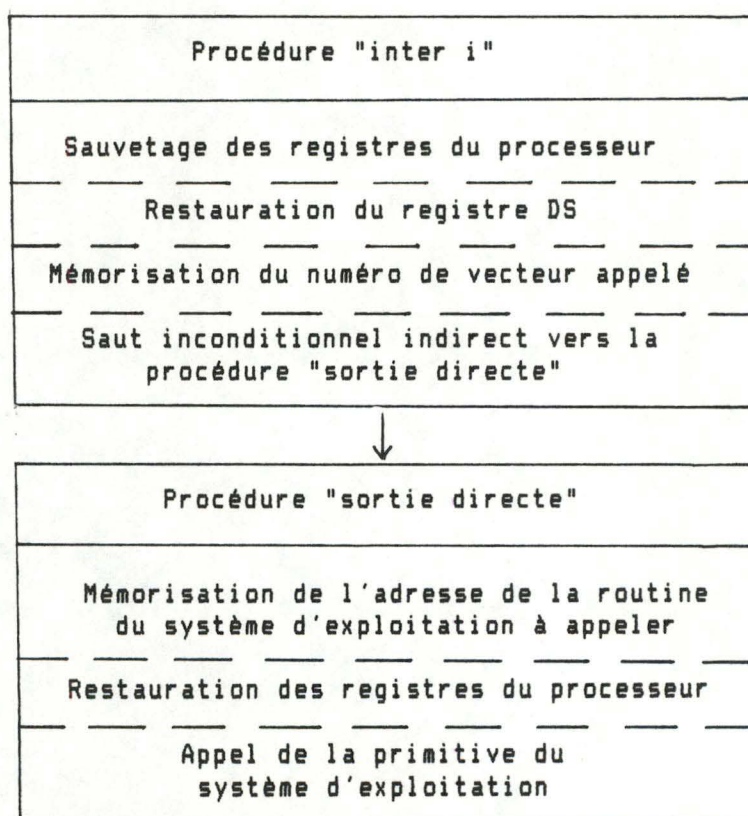 Procédure "inter i"
Sauvetage des registres du processeur
Restauration du registre DS
Mémorisation du numéro de vecteur appelé
Saut inconditionnel indirect vers la
procédure "sortie directe"
Procédure "sortie directe"
Mémorisation de l'adresse de la routine
du système d'exploitation à appeler
Restauration des registres du processeur
Appel de la primitive du
système d'exploitation